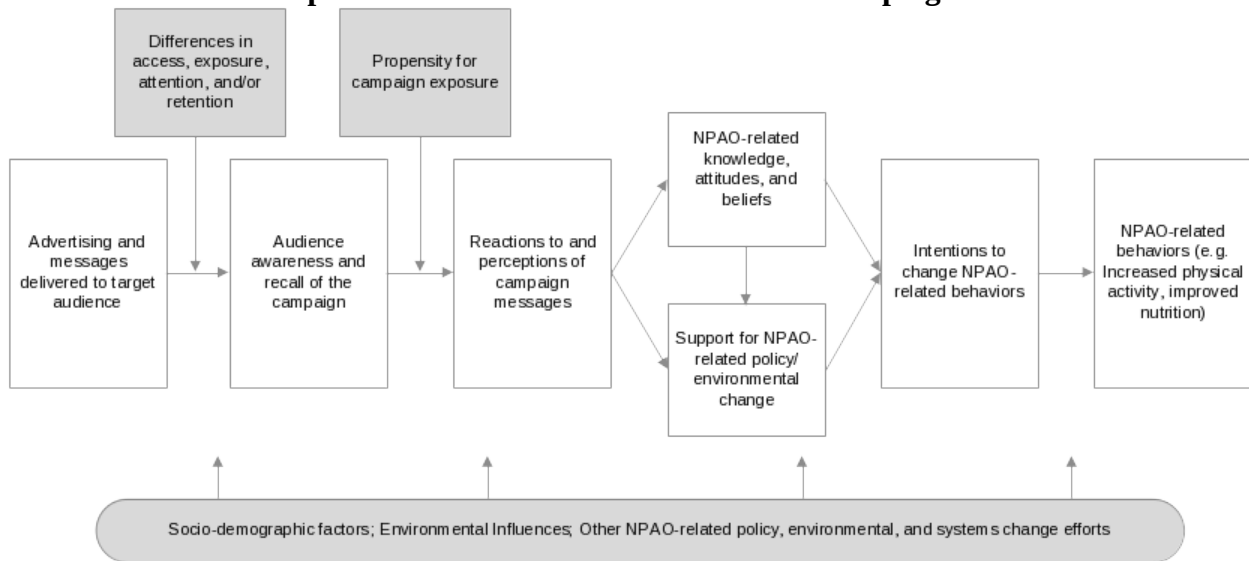 Differences in
access, exposure,
attention, and/or
retention
Propensity for
campaign exposure
Advertising and
messages
delivered to target
audience
Audience
awareness and
recall of the
campaign
Reactions to and
perceptions of
campaign
messages
NPAO-related
knowledge,
attitudes, and
beliefs
Support for NPAO-
related policy/
environmental
change
Intentions to
change NPAO-
related behaviors
NPAO-related
behaviors (e.g.
Increased physical
activity, improved
nutrition)
Socio-demographic factors; Environmental Influences; Other NPAO-related policy, environmental, and systems change efforts